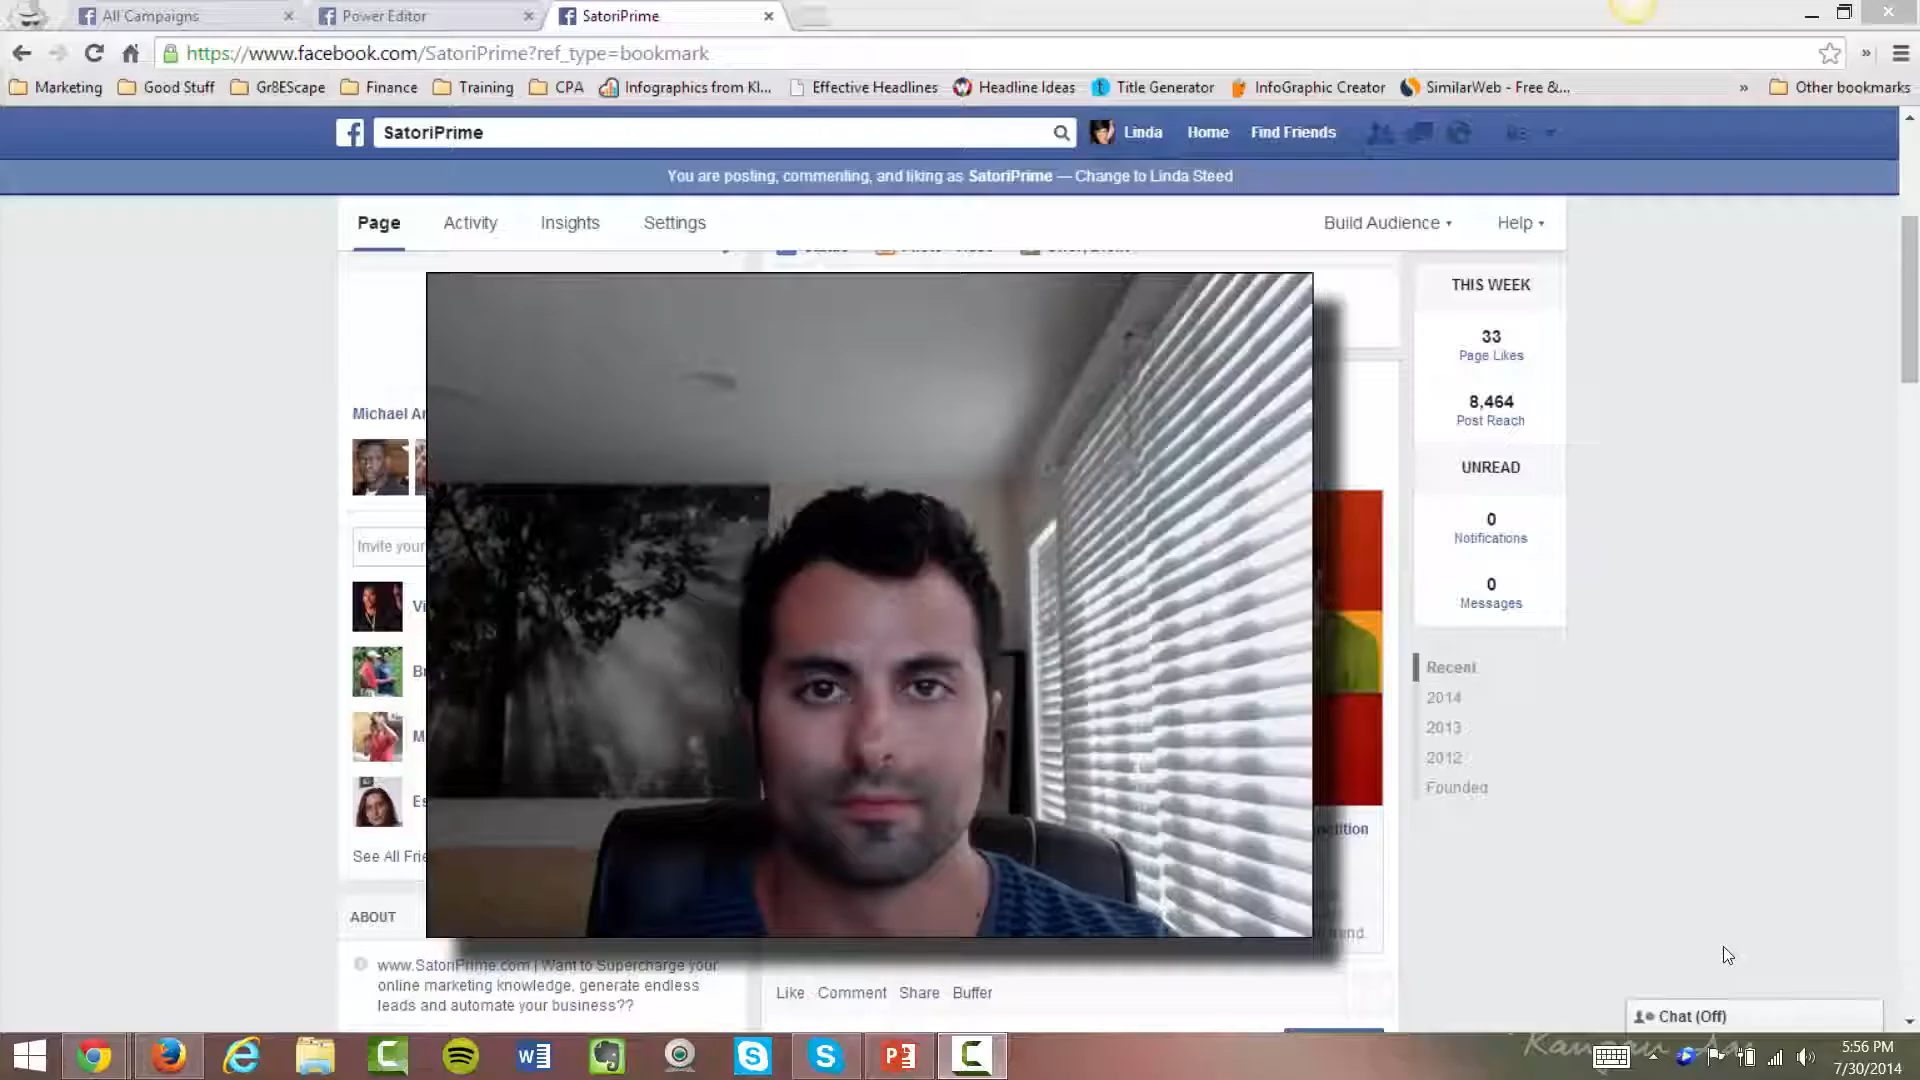 All Campaigns
Power Editor
SatoriPrime
https://www.facebook.com/SatoriPrime?ref_type=bookmark
Marketing Good Stuff Gr8EScape Finance Training CPA Infographics from Kl... Effective Headlines Headline Ideas Title Generator InfoGraphic Creator SimilarWeb - Free &... » Other bookmarks
SatoriPrime
Linda Home Find Friends
You are posting, commenting, and liking as SatoriPrime — Change to Linda Steed
Page Activity Insights Settings Build Audience Help
THIS WEEK
33
Page Likes
8,464
Post Reach
UNREAD
0
Notifications
0
Messages
Recent
2014
2013
2012
Founded
Michael
Invite your
See All
ABOUT
www.SatoriPrime.com | Want to Supercharge your
online marketing knowledge, generate endless
leads and automate your business??
Like Comment Share Buffer
Chat (Off)
5:56 PM
7/30/2014